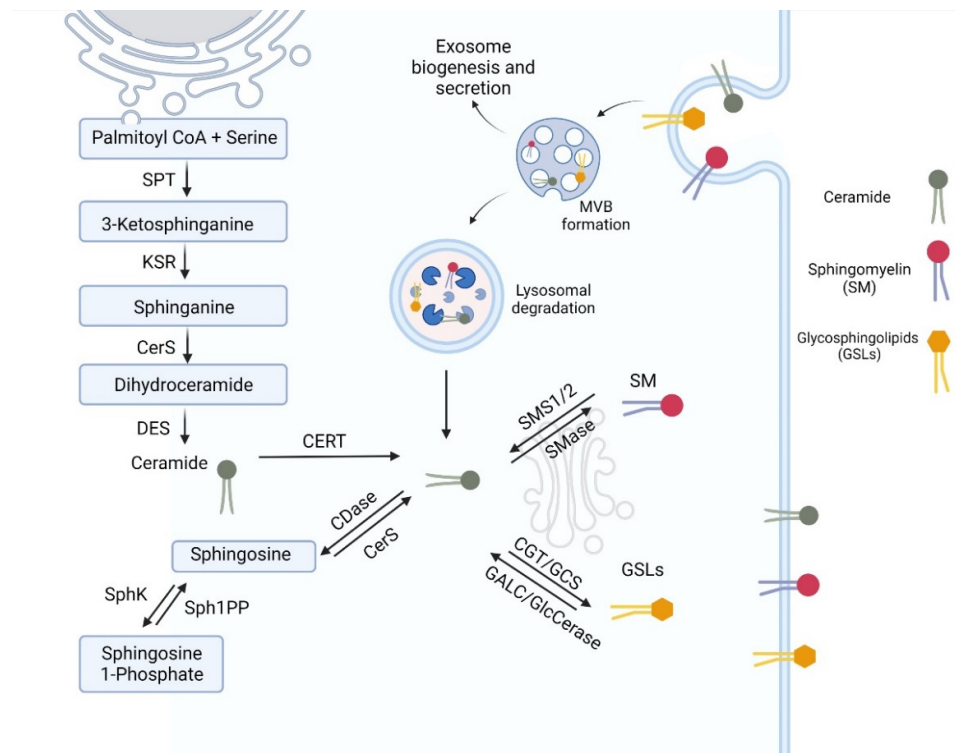 Exosome
biogenesis and
secretion
Palmitoyl CoA + Serine
SPT
3-Ketosphinganine
KSR
Sphinganine
CerS
Dihydroceramide
DES
Ceramide
CERT
MVB
formation
Lysosomal
degradation
SMS1/2
SMase
SM
CDase
CerS
Sphingosine
SphK
Sph1PP
Sphingosine
1-Phosphate
CGT/GCS
GALC/GlcCerase
GSLs
Ceramide
Sphingomyelin
(SM)
Glycosphingolipids
(GSLs)